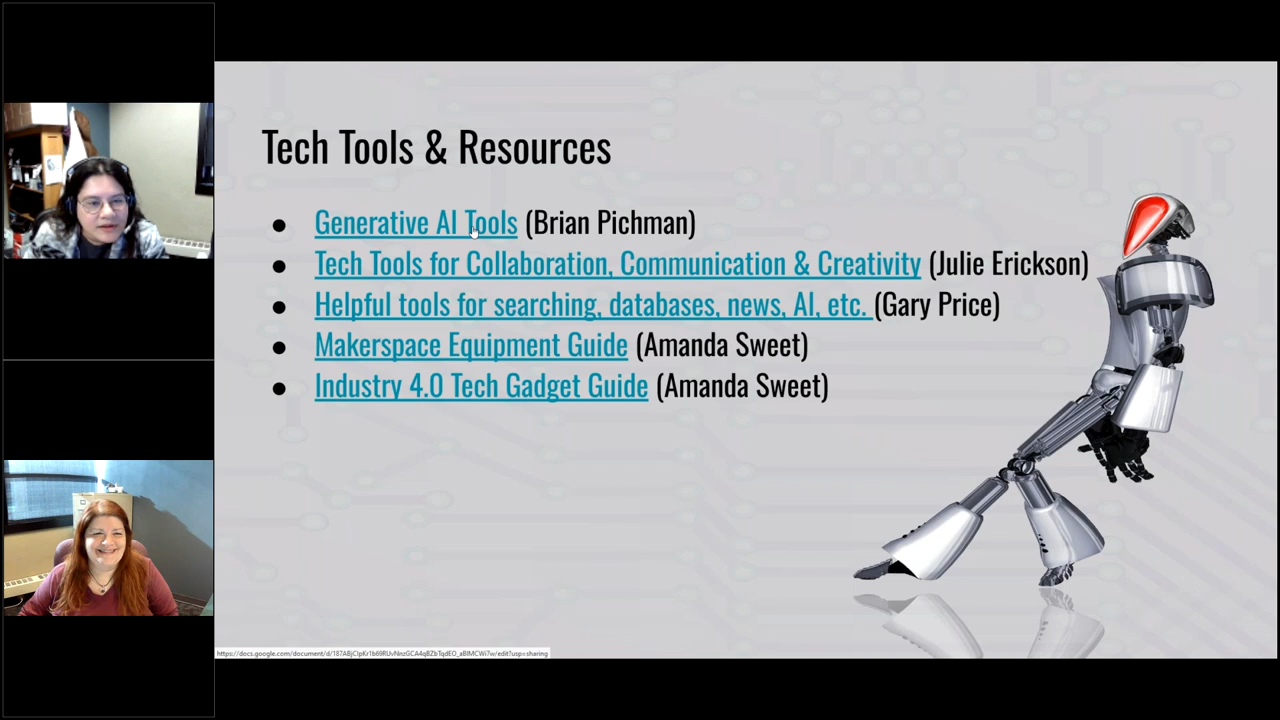 Tech Tools & Resources
● Generative AI Tools (Brian Pichman)
● Tech Tools for Collaboration, Communication & Creativity (Julie Erickson)
● Helpful tools for searching, databases, news, AI, etc. (Gary Price)
● Makerspace Equipment Guide (Amanda Sweet)
● Industry 4.0 Tech Gadget Guide (Amanda Sweet)